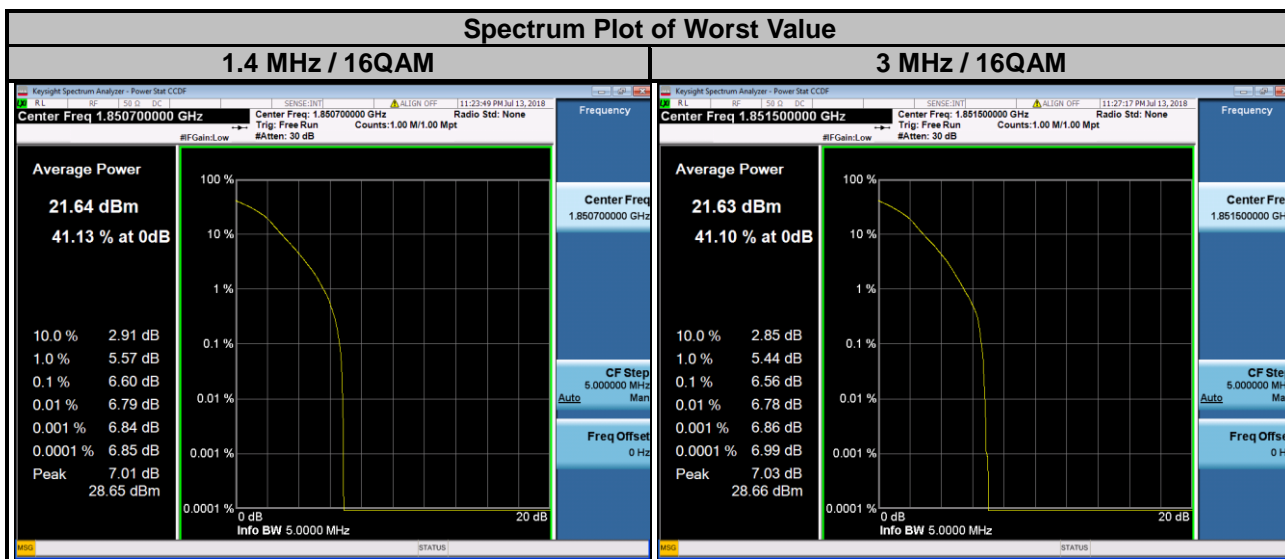 Spectrum Plot of Worst Value
1.4 MHz / 16QAM
Keysight Spectrum Analyzer - Power Stat CCDF
RL RF 50 Ω DC SENSE:INT ALIGN OFF 11:23:49 PM Jul 13, 2018
Center Freq 1.850700000 GHz
Center Freq: 1.850700000 GHz Radio Std: None
Trig: Free Run Counts:1.00 M/1.00 Mpt
#IFGain:Low #Atten: 30 dB
Frequency
Average Power
21.64 dBm
41.13 % at 0dB
10.0 % 2.91 dB
1.0 % 5.57 dB
0.1 % 6.60 dB
0.01 % 6.79 dB
0.001 % 6.84 dB
0.0001 % 6.85 dB
Peak 7.01 dB
28.65 dBm
100 %
10 %
1 %
0.1 %
0.01 %
0.001 %
0.0001 %
0 dB 20 dB
Info BW 5.0000 MHz
Center Freq
1.850700000 GHz
CF Step
5.000000 MHz
Auto Man
Freq Offset
0 Hz
MSG STATUS
3 MHz / 16QAM
Keysight Spectrum Analyzer - Power Stat CCDF
RL RF 50 Ω DC SENSE:INT ALIGN OFF 11:27:17 PM Jul 13, 2018
Center Freq 1.851500000 GHz
Center Freq: 1.851500000 GHz Radio Std: None
Trig: Free Run Counts:1.00 M/1.00 Mpt
#IFGain:Low #Atten: 30 dB
Frequency
Average Power
21.63 dBm
41.10 % at 0dB
10.0 % 2.85 dB
1.0 % 5.44 dB
0.1 % 6.56 dB
0.01 % 6.78 dB
0.001 % 6.86 dB
0.0001 % 6.99 dB
Peak 7.03 dB
28.66 dBm
100 %
10 %
1 %
0.1 %
0.01 %
0.001 %
0.0001 %
0 dB 20 dB
Info BW 5.0000 MHz
Center Fre
1.851500000 GH
CF Ste
5.000000 MH
Auto Ma
Freq Offse
0 H
MSG STATUS